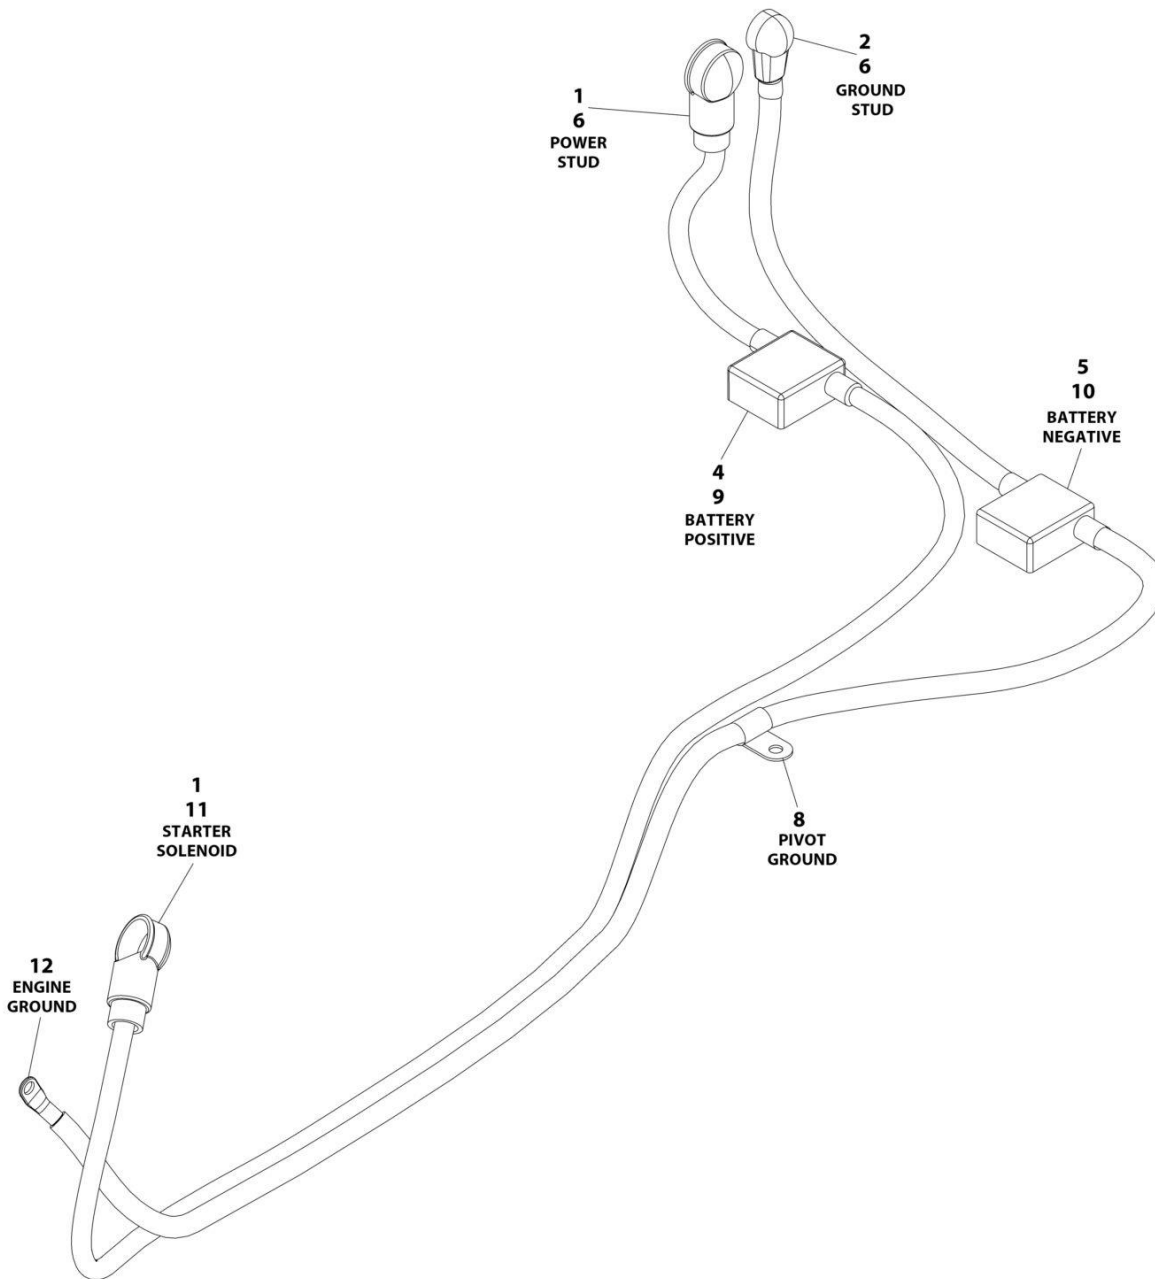 2
6
GROUND
STUD
1
6
POWER
STUD
5
10
BATTERY
NEGATIVE
4
9
BATTERY
POSITIVE
8
PIVOT
GROUND
1
11
STARTER
SOLENOID
12
ENGINE
GROUND